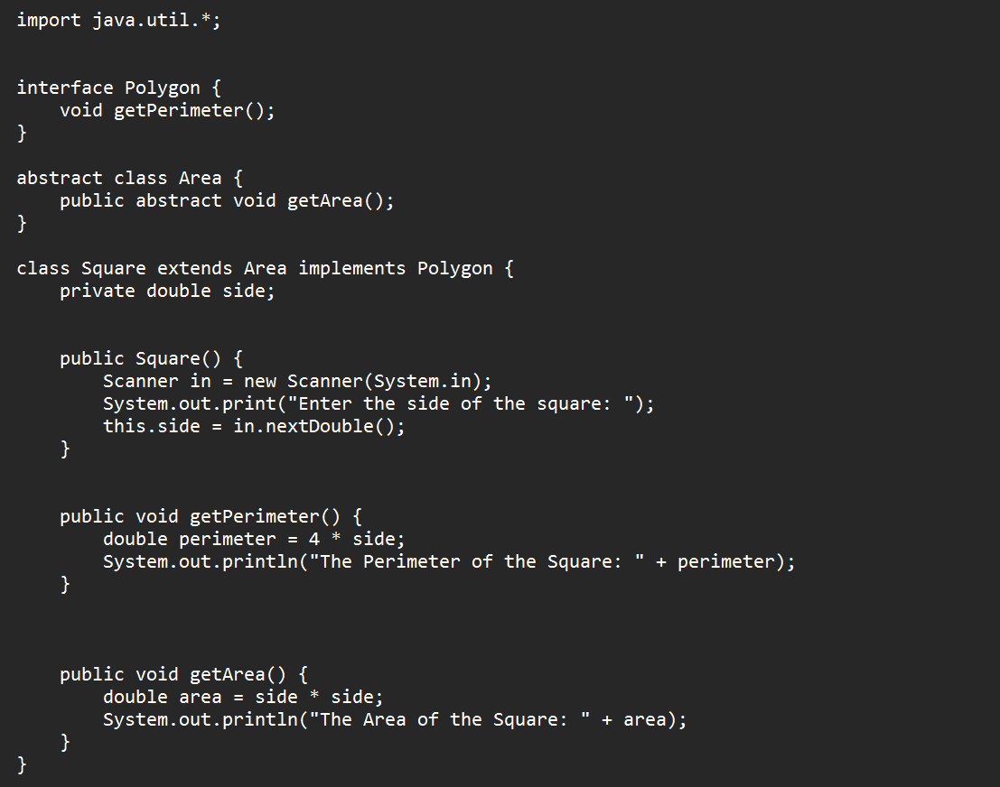 import java.util.*;
interface Polygon {
    void getPerimeter();
}
abstract class Area {
    public abstract void getArea();
}
class Square extends Area implements Polygon {
    private double side;
    public Square() {
        Scanner in = new Scanner(System.in);
        System.out.print("Enter the side of the square: ");
        this.side = in.nextDouble();
    }
    public void getPerimeter() {
        double perimeter = 4 * side;
        System.out.println("The Perimeter of the Square: " + perimeter);
    }
    public void getArea() {
        double area = side * side;
        System.out.println("The Area of the Square: " + area);
    }
}